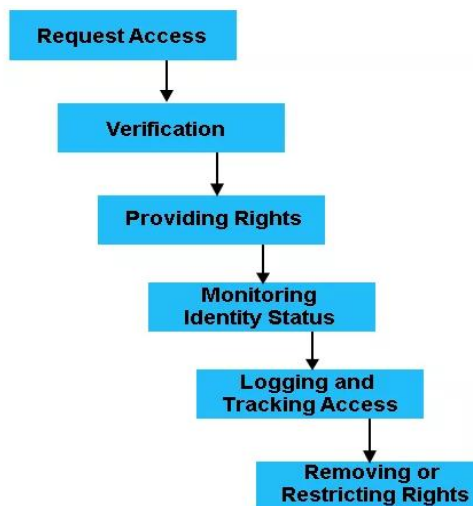 Request Access
Verification
Providing Rights
Monitoring
Identity Status
Logging and
Tracking Access
Removing or
Restricting Rights